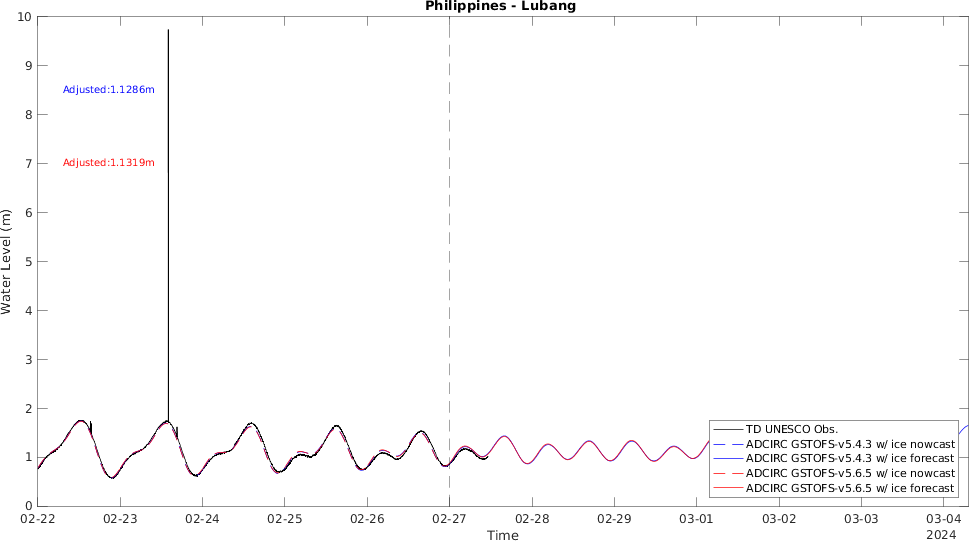 Philippines - Lubang
10
9
8
7
6
5
4
3
2
1
0
Water Level (m)
Adjusted:1.1286m
Adjusted:1.1319m
TD UNESCO Obs.
ADCIRC GSTOFS-v5.4.3 w/ ice nowcast
ADCIRC GSTOFS-v5.4.3 w/ ice forecast
ADCIRC GSTOFS-v5.6.5 w/ ice nowcast
ADCIRC GSTOFS-v5.6.5 w/ ice forecast
02-22 02-23 02-24 02-25 02-26 02-27 02-28 02-29 03-01 03-02 03-03 03-04
Time
2024